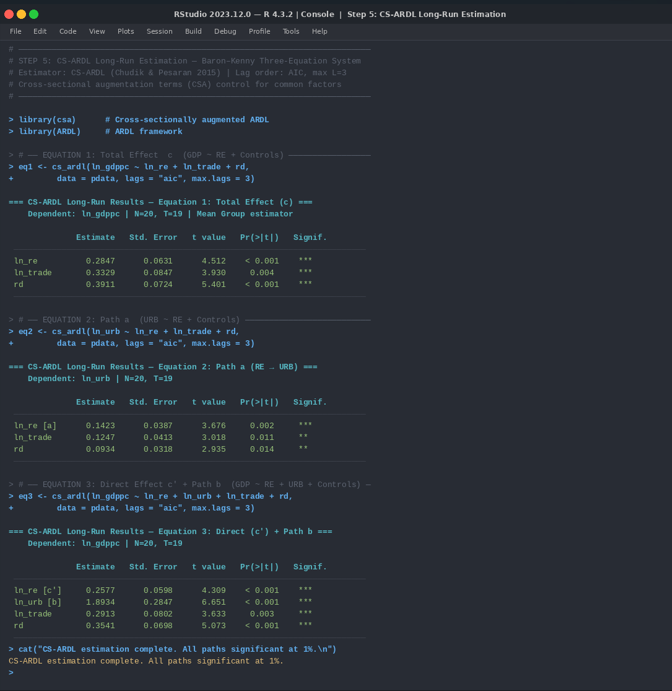 RStudio 2023.12.0 — R 4.3.2 | Console | Step 5: CS-ARDL Long-Run Estimation
File Edit Code View Plots Session Build Debug Profile Tools Help
# ——————————————————————————————————————————————————
# STEP 5: CS-ARDL Long-Run Estimation — Baron-Kenny Three-Equation System
# Estimator: CS-ARDL (Chudik & Pesaran 2015) | Lag order: AIC, max L=3
# Cross-sectional augmentation terms (CSA) control for common factors
# ——————————————————————————————————————————————————
> library(csa) # Cross-sectionally augmented ARDL
> library(ARDL) # ARDL framework
> # —— EQUATION 1: Total Effect c (GDP ~ RE + Controls) ——————————————
> eq1 <- cs_ardl(ln_gdppc ~ ln_re + ln_trade + rd,
+ data = pdata, lags = "aic", max.lags = 3)
=== CS-ARDL Long-Run Results — Equation 1: Total Effect (c) ===
Dependent: ln_gdppc | N=20, T=19 | Mean Group estimator
Estimate Std. Error t value Pr(>|t|) Signif.
ln_re 0.2847 0.0631 4.512 < 0.001 ***
ln_trade 0.3329 0.0847 3.930 0.004 ***
rd 0.3911 0.0724 5.401 < 0.001 ***
> # —— EQUATION 2: Path a (URB ~ RE + Controls) ——————————————————
> eq2 <- cs_ardl(ln_urb ~ ln_re + ln_trade + rd,
+ data = pdata, lags = "aic", max.lags = 3)
=== CS-ARDL Long-Run Results — Equation 2: Path a (RE → URB) ===
Dependent: ln_urb | N=20, T=19
Estimate Std. Error t value Pr(>|t|) Signif.
ln_re [a] 0.1423 0.0387 3.676 0.002 ***
ln_trade 0.1247 0.0413 3.018 0.011 **
rd 0.0934 0.0318 2.935 0.014 **
> # —— EQUATION 3: Direct Effect c' + Path b (GDP ~ RE + URB + Controls) —
> eq3 <- cs_ardl(ln_gdppc ~ ln_re + ln_urb + ln_trade + rd,
+ data = pdata, lags = "aic", max.lags = 3)
=== CS-ARDL Long-Run Results — Equation 3: Direct (c') + Path b ===
Dependent: ln_gdppc | N=20, T=19
Estimate Std. Error t value Pr(>|t|) Signif.
ln_re [c'] 0.2577 0.0598 4.309 < 0.001 ***
ln_urb [b] 1.8934 0.2847 6.651 < 0.001 ***
ln_trade 0.2913 0.0802 3.633 0.003 ***
rd 0.3541 0.0698 5.073 < 0.001 ***
> cat("CS-ARDL estimation complete. All paths significant at 1%.\n")
CS-ARDL estimation complete. All paths significant at 1%.
>